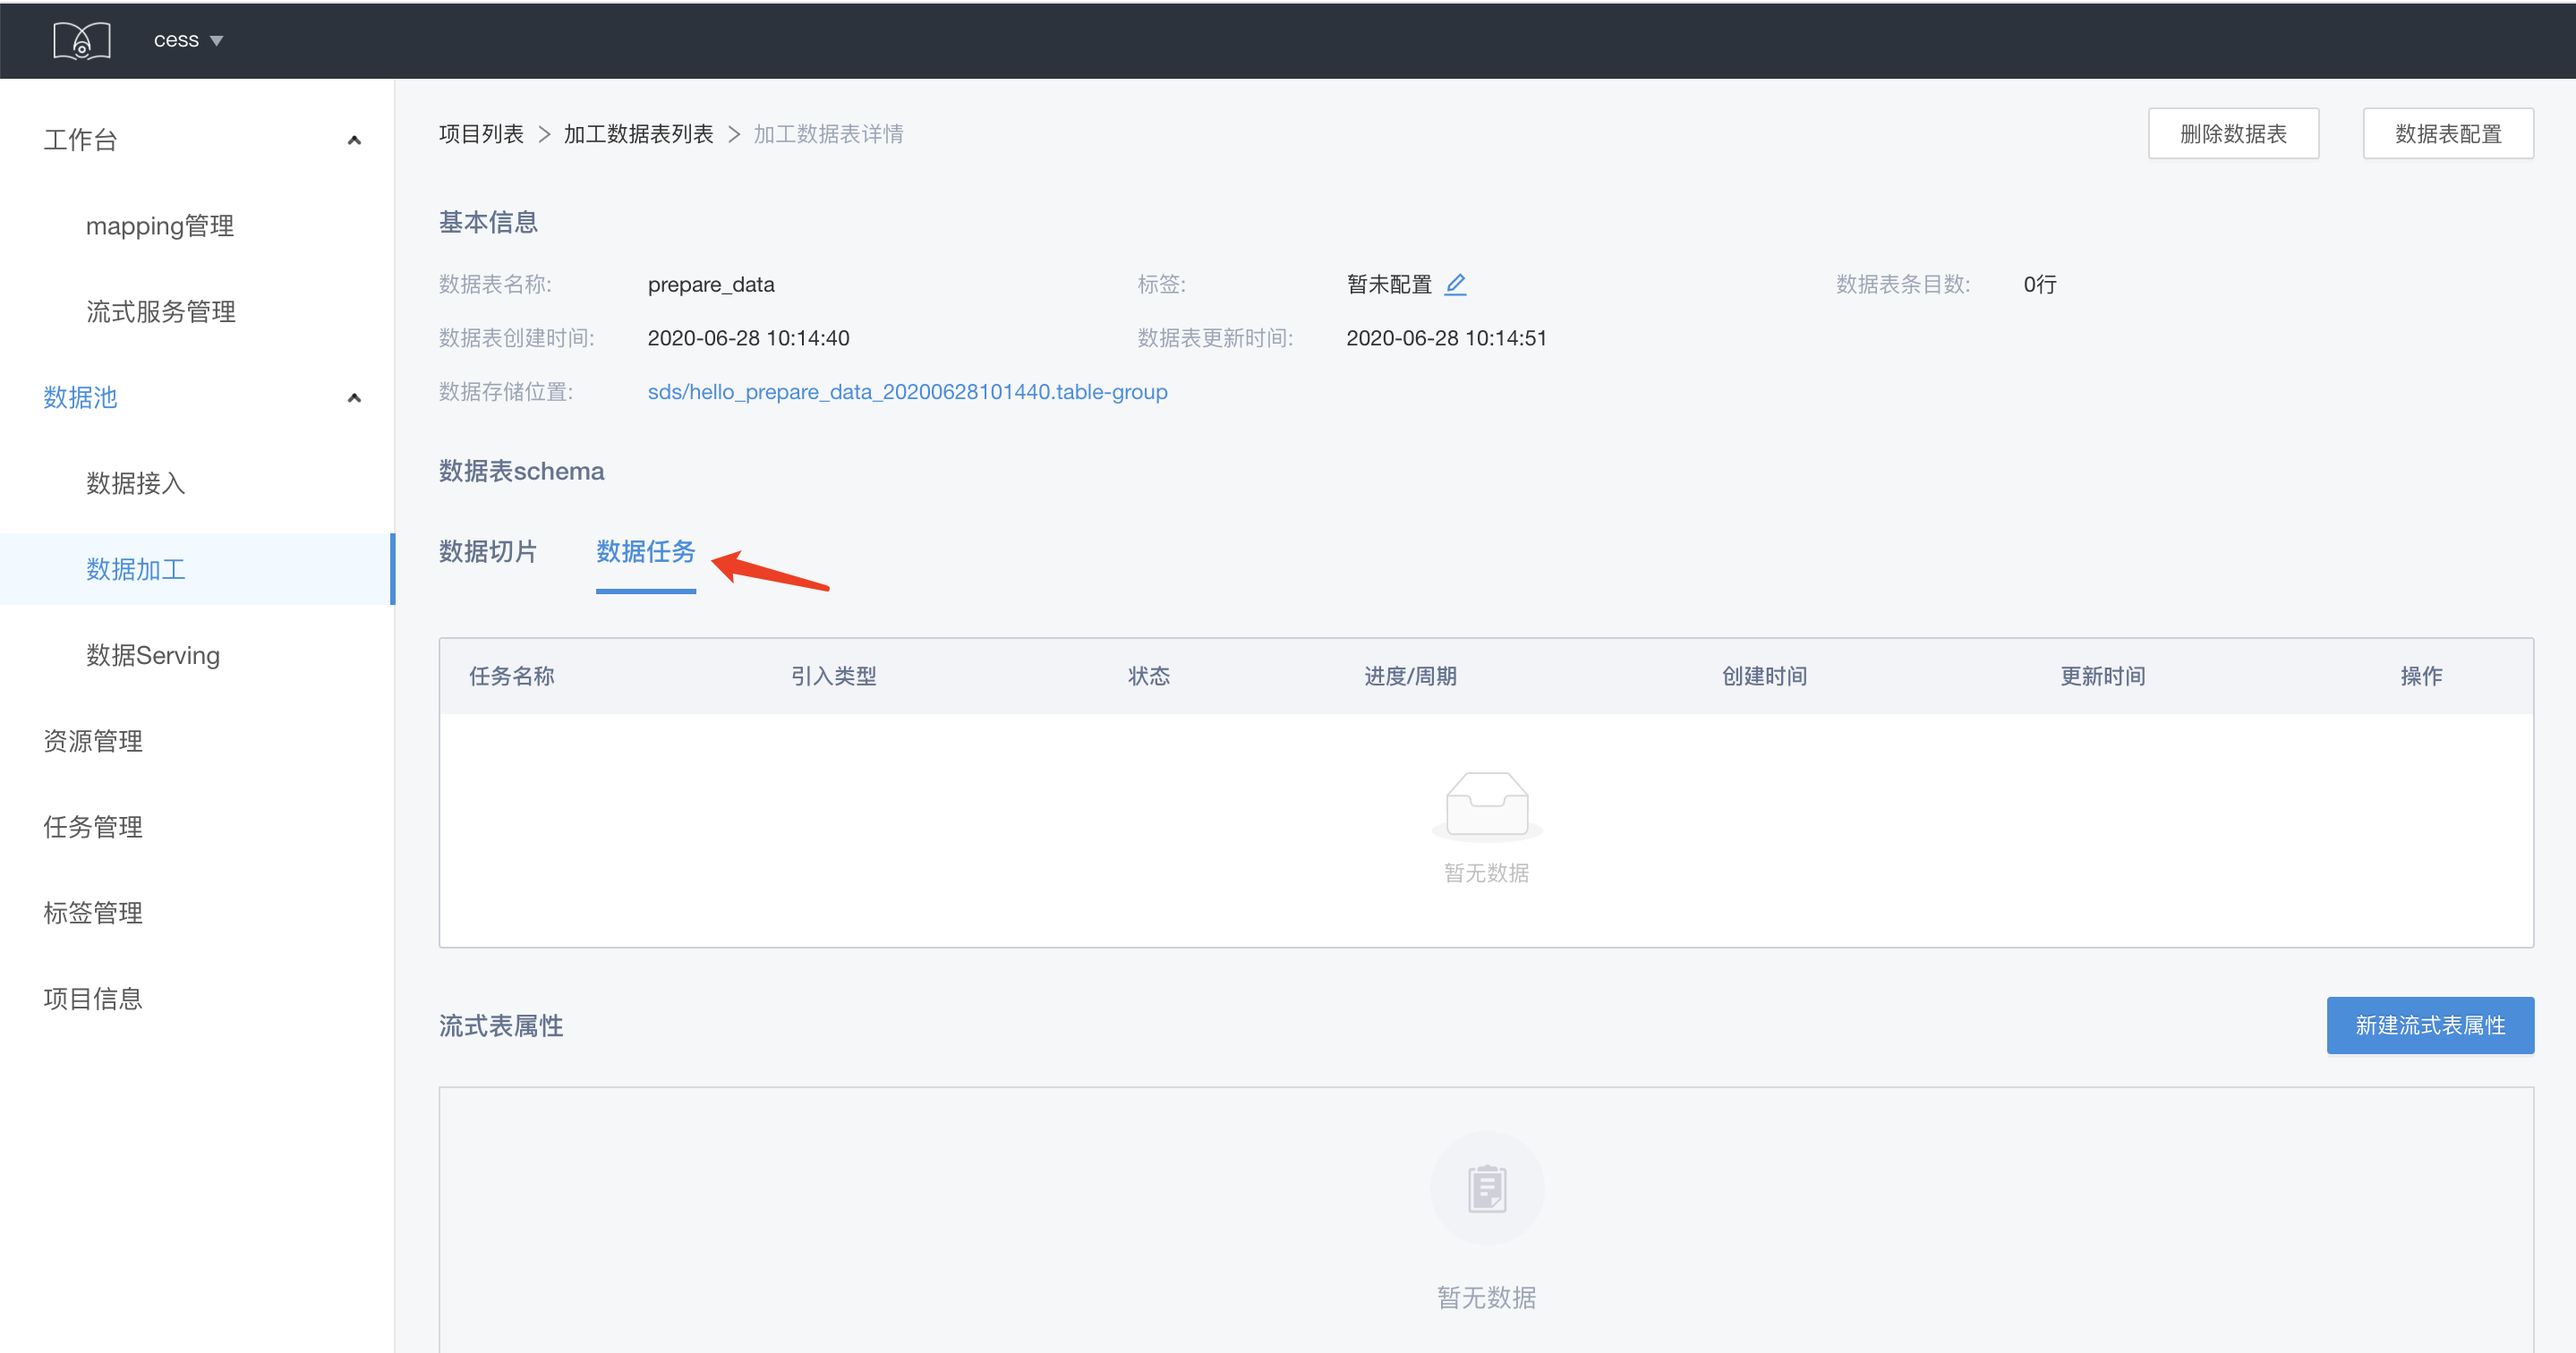 cess
工作台
mapping管理
流式服务管理
数据池
数据接入
数据加工
数据Serving
资源管理
任务管理
标签管理
项目信息
项目列表 > 加工数据表列表 > 加工数据表详情
删除数据表
数据表配置
基本信息
数据表名称: prepare_data 标签: 暂未配置 数据表条目数: 0行
数据表创建时间: 2020-06-28 10:14:40 数据表更新时间: 2020-06-28 10:14:51
数据存储位置: sds/hello_prepare_data_20200628101440.table-group
数据表schema
数据切片 数据任务
任务名称 引入类型 状态 进度/周期 创建时间 更新时间 操作
暂无数据
流式表属性
新建流式表属性
暂无数据